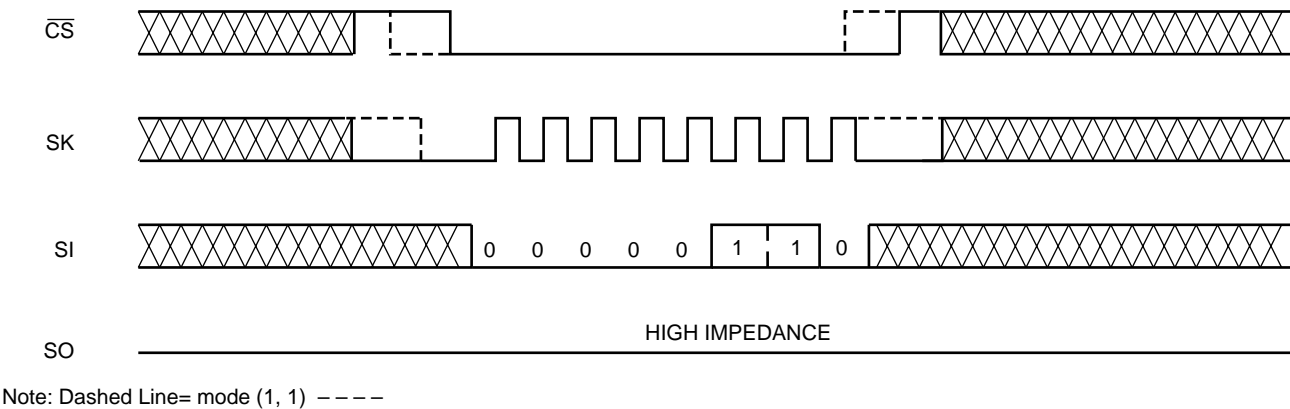 C̅S̅
SK
SI
0 0 0 0 0 1 1 0
HIGH IMPEDANCE
SO
Note: Dashed Line= mode (1, 1) – – – –